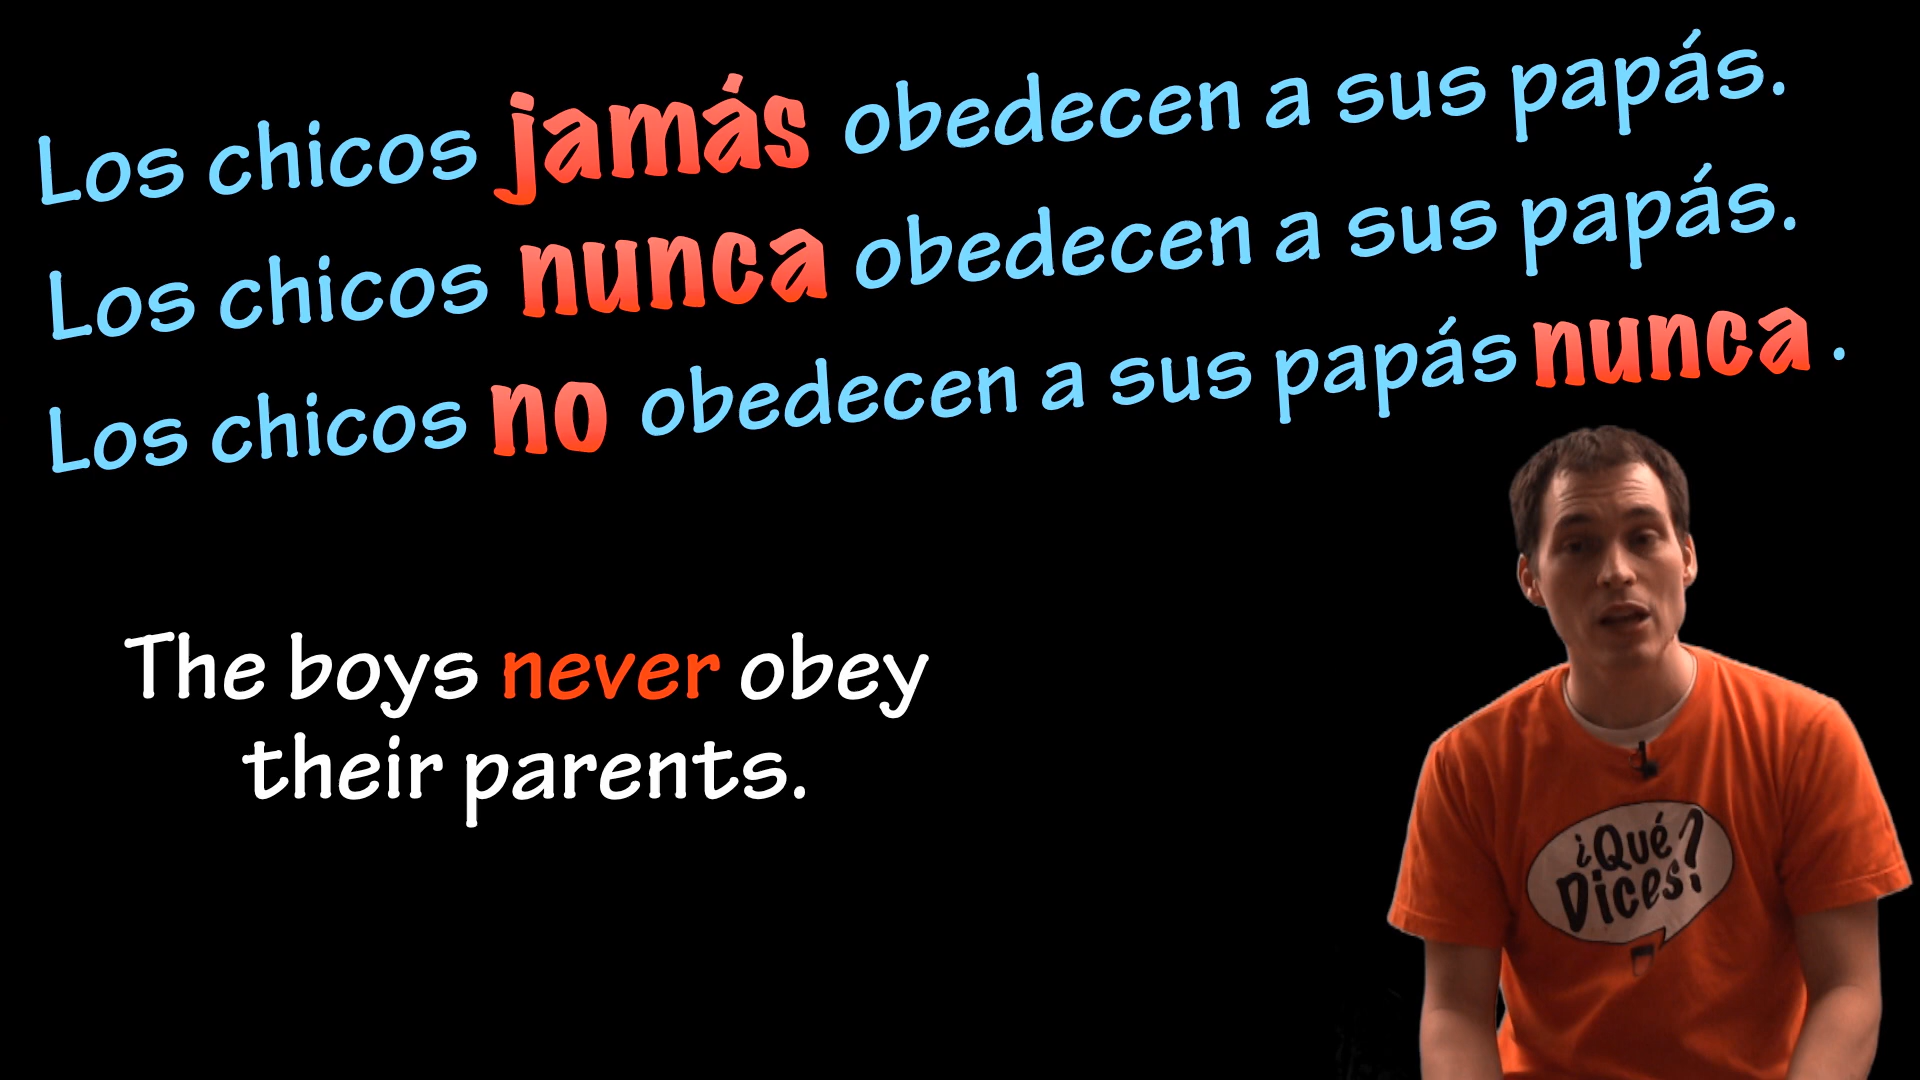 Los chicos jamás obedecen a sus papás.
Los chicos nunca obedecen a sus papás.
Los chicos no obedecen a sus papás nunca.
The boys never obey
their parents.
¿Qué
Dices?